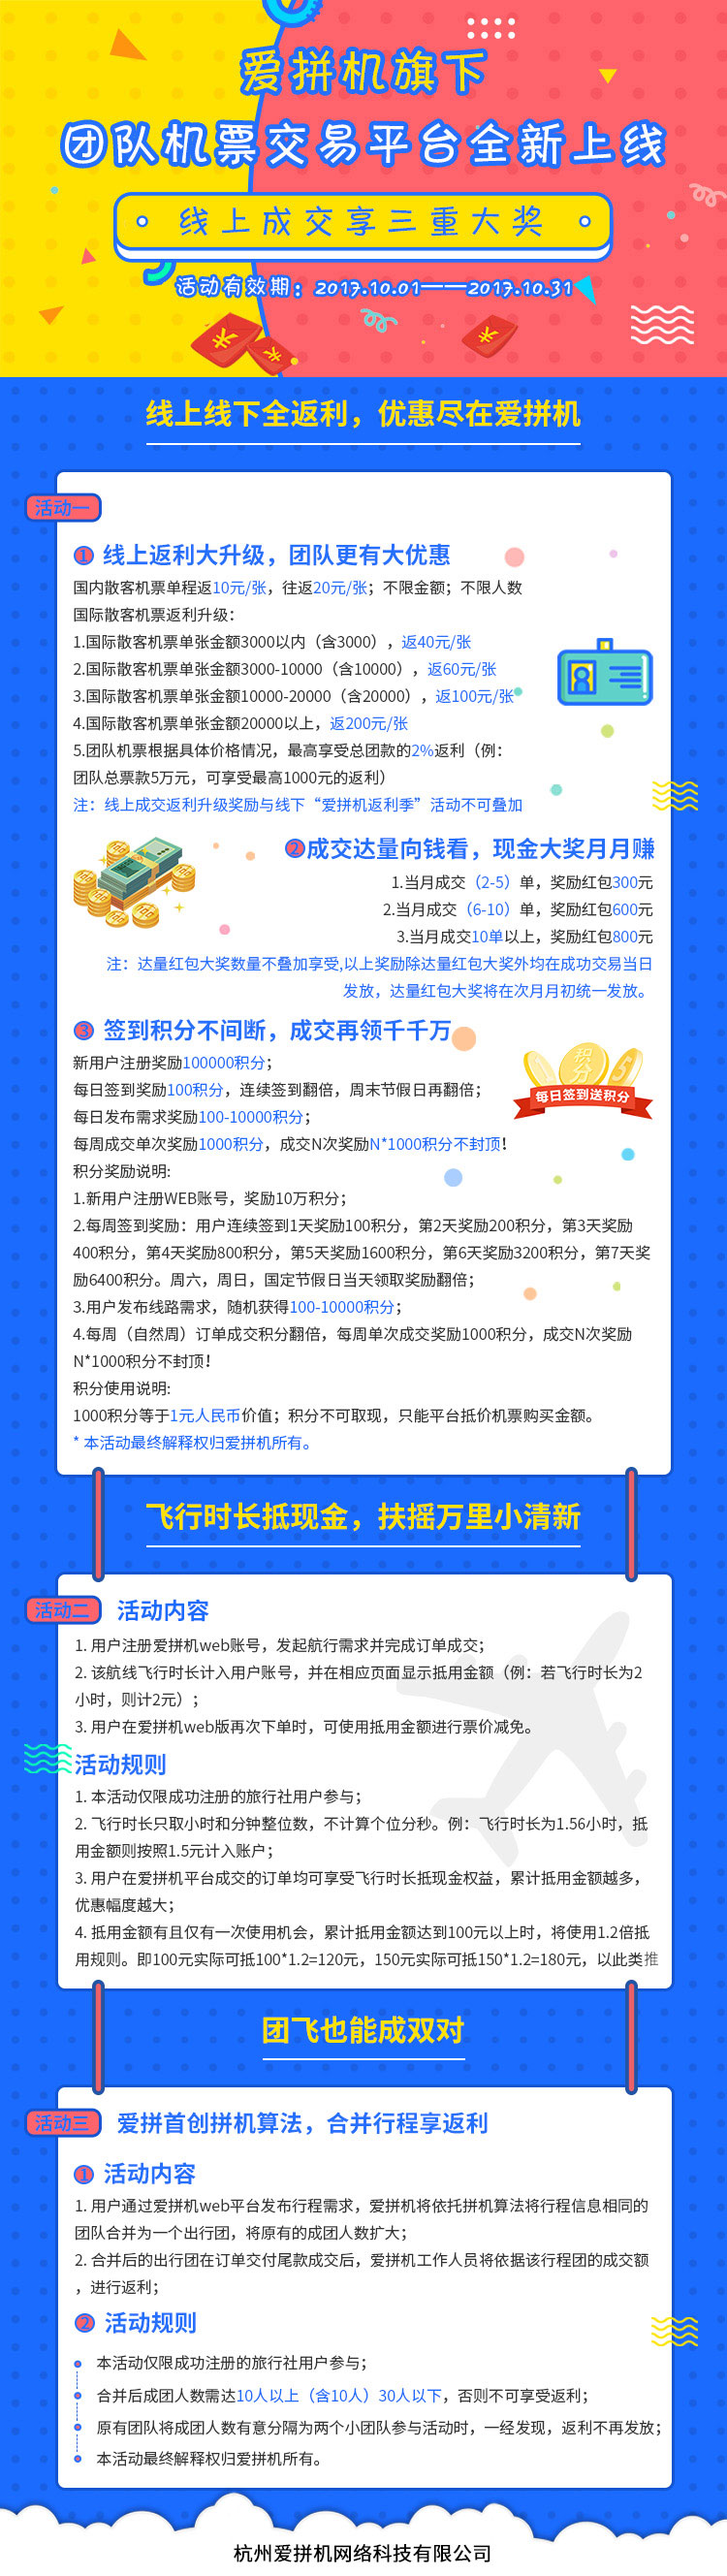 爱拼机旗下
团队机票交易平台全新上线
线上成交享三重大奖
活动有效期：2017.10.01——2017.10.31
线上线下全返利，优惠尽在爱拼机
活动一
1 线上返利大升级，团队更有大优惠
国内散客机票单程返10元/张，往返20元/张；不限金额；不限人数
国际散客机票返利升级：
1.国际散客机票单张金额3000以内（含3000），返40元/张
2.国际散客机票单张金额3000-10000（含10000），返60元/张
3.国际散客机票单张金额10000-20000（含20000），返100元/张
4.国际散客机票单张金额20000以上，返200元/张
5.团队机票根据具体价格情况，最高享受总团款的2%返利（例：
团队总票款5万元，可享受最高1000元的返利）
注：线上成交返利升级奖励与线下“爱拼机返利季”活动不可叠加
2 成交达量向钱看，现金大奖月月赚
1.当月成交（2-5）单，奖励红包300元
2.当月成交（6-10）单，奖励红包600元
3.当月成交10单以上，奖励红包800元
注：达量红包大奖数量不叠加享受,以上奖励除达量红包大奖外均在成功交易当日
发放，达量红包大奖将在次月月初统一发放。
3 签到积分不间断，成交再领千千万
新用户注册奖励100000积分；
每日签到奖励100积分，连续签到翻倍，周末节假日再翻倍；
积分
5
每日签到送积分
每日发布需求奖励100-10000积分；
每周成交单次奖励1000积分，成交N次奖励N*1000积分不封顶！
积分奖励说明:
1.新用户注册WEB账号，奖励10万积分；
2.每周签到奖励：用户连续签到1天奖励100积分，第2天奖励200积分，第3天奖励
400积分，第4天奖励800积分，第5天奖励1600积分，第6天奖励3200积分，第7天奖
励6400积分。周六，周日，国定节假日当天领取奖励翻倍；
3.用户发布线路需求，随机获得100-10000积分；
4.每周（自然周）订单成交积分翻倍，每周单次成交奖励1000积分，成交N次奖励
N*1000积分不封顶！
积分使用说明:
1000积分等于1元人民币价值；积分不可取现，只能平台抵价机票购买金额。
* 本活动最终解释权归爱拼机所有。
飞行时长抵现金，扶摇万里小清新
活动二 活动内容
1. 用户注册爱拼机web账号，发起航行需求并完成订单成交；
2. 该航线飞行时长计入用户账号，并在相应页面显示抵用金额（例：若飞行时长为2
小时，则计2元）；
3. 用户在爱拼机web版再次下单时，可使用抵用金额进行票价减免。
活动规则
1. 本活动仅限成功注册的旅行社用户参与；
2. 飞行时长只取小时和分钟整位数，不计算个位分秒。例：飞行时长为1.56小时，抵
用金额则按照1.5元计入账户；
3. 用户在爱拼机平台成交的订单均可享受飞行时长抵现金权益，累计抵用金额越多，
优惠幅度越大；
4. 抵用金额有且仅有一次使用机会，累计抵用金额达到100元以上时，将使用1.2倍抵
用规则。即100元实际可抵100*1.2=120元，150元实际可抵150*1.2=180元，以此类推
团飞也能成双对
活动三 爱拼首创拼机算法，合并行程享返利
1 活动内容
1. 用户通过爱拼机web平台发布行程需求，爱拼机将依托拼机算法将行程信息相同的
团队合并为一个出行团，将原有的成团人数扩大；
2. 合并后的出行团在订单交付尾款成交后，爱拼机工作人员将依据该行程团的成交额
，进行返利；
2 活动规则
本活动仅限成功注册的旅行社用户参与；
合并后成团人数需达10人以上（含10人）30人以下，否则不可享受返利；
原有团队将成团人数有意分隔为两个小团队参与活动时，一经发现，返利不再发放；
本活动最终解释权归爱拼机所有。
杭州爱拼机网络科技有限公司